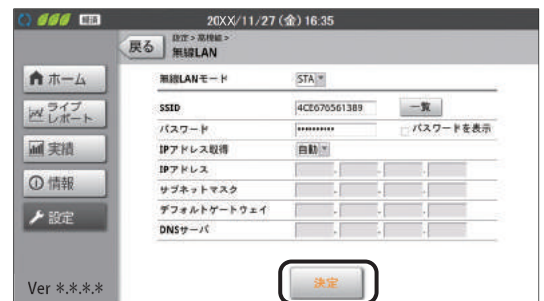 経済
20XX/11/27(金)16:35
戻る
設定>高機能>
無線LAN
ホーム
ライブ
レポート
実績
情報
設定
無線LANモード STA
SSID 4CE676561389 一覧
パスワード ********** パスワードを表示
IPアドレス取得 自動
IPアドレス . . .
サブネットマスク . . .
デフォルトゲートウェイ . . .
DNSサーバ . . .
決定
Ver *.*.*.*